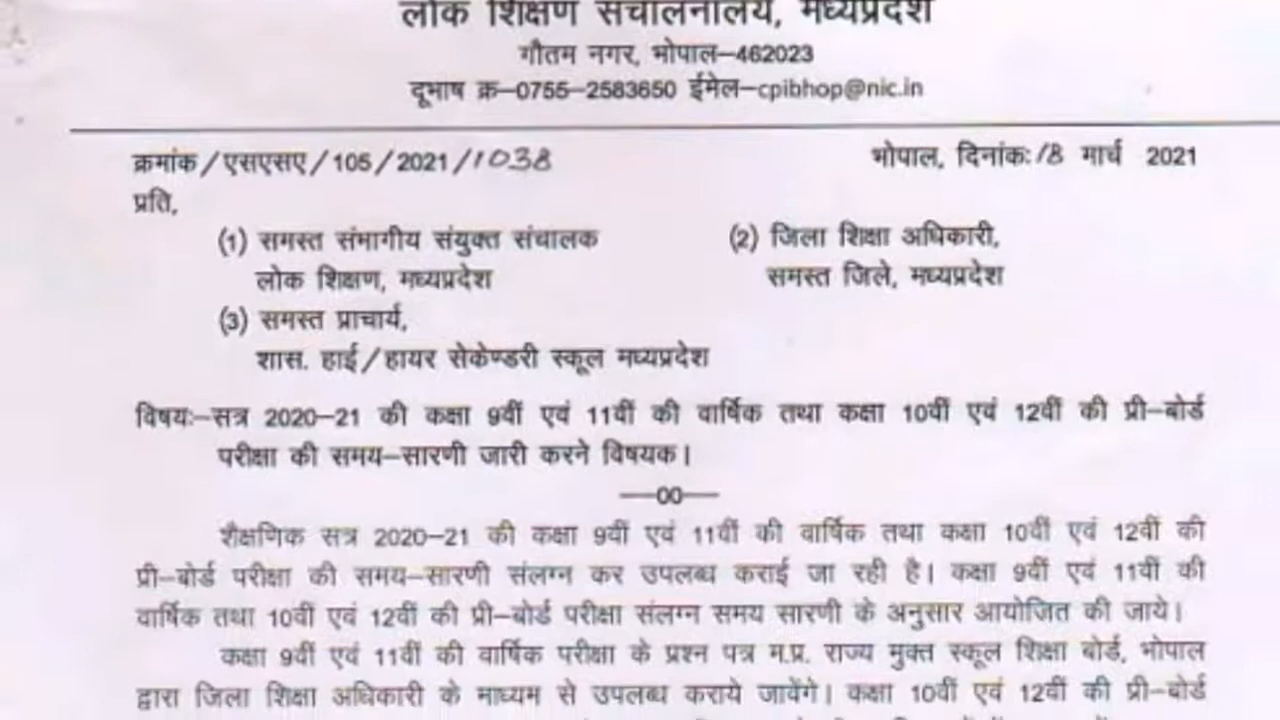 लोक शिक्षण संचालनालय, मध्यप्रदेश
गौतम नगर, भोपाल–462023
दूभाष क्र–0755–2583650 ईमेल–cpibhop@nic.in
क्रमांक/एसएसए/105/2021/1038 भोपाल, दिनांकः18 मार्च 2021
प्रति,
(1) समस्त संभागीय संयुक्त संचालक (2) जिला शिक्षा अधिकारी,
लोक शिक्षण, मध्यप्रदेश समस्त जिले, मध्यप्रदेश
(3) समस्त प्राचार्य,
शास. हाई/हायर सेकेण्डरी स्कूल मध्यप्रदेश
विषयः–सत्र 2020–21 की कक्षा 9वीं एवं 11वीं की वार्षिक तथा कक्षा 10वीं एवं 12वीं की प्री–बोर्ड
परीक्षा की समय–सारणी जारी करने विषयक।
—00—
शैक्षणिक सत्र 2020–21 की कक्षा 9वीं एवं 11वीं की वार्षिक तथा कक्षा 10वीं एवं 12वीं की
प्री–बोर्ड परीक्षा की समय–सारणी संलग्न कर उपलब्ध कराई जा रही है। कक्षा 9वीं एवं 11वीं की
वार्षिक तथा 10वीं एवं 12वीं की प्री–बोर्ड परीक्षा संलग्न समय सारणी के अनुसार आयोजित की जाये।
कक्षा 9वीं एवं 11वीं की वार्षिक परीक्षा के प्रश्न पत्र म.प्र. राज्य मुक्त स्कूल शिक्षा बोर्ड, भोपाल
द्वारा जिला शिक्षा अधिकारी के माध्यम से उपलब्ध कराये जावेंगे। कक्षा 10वीं एवं 12वीं की प्री–बोर्ड